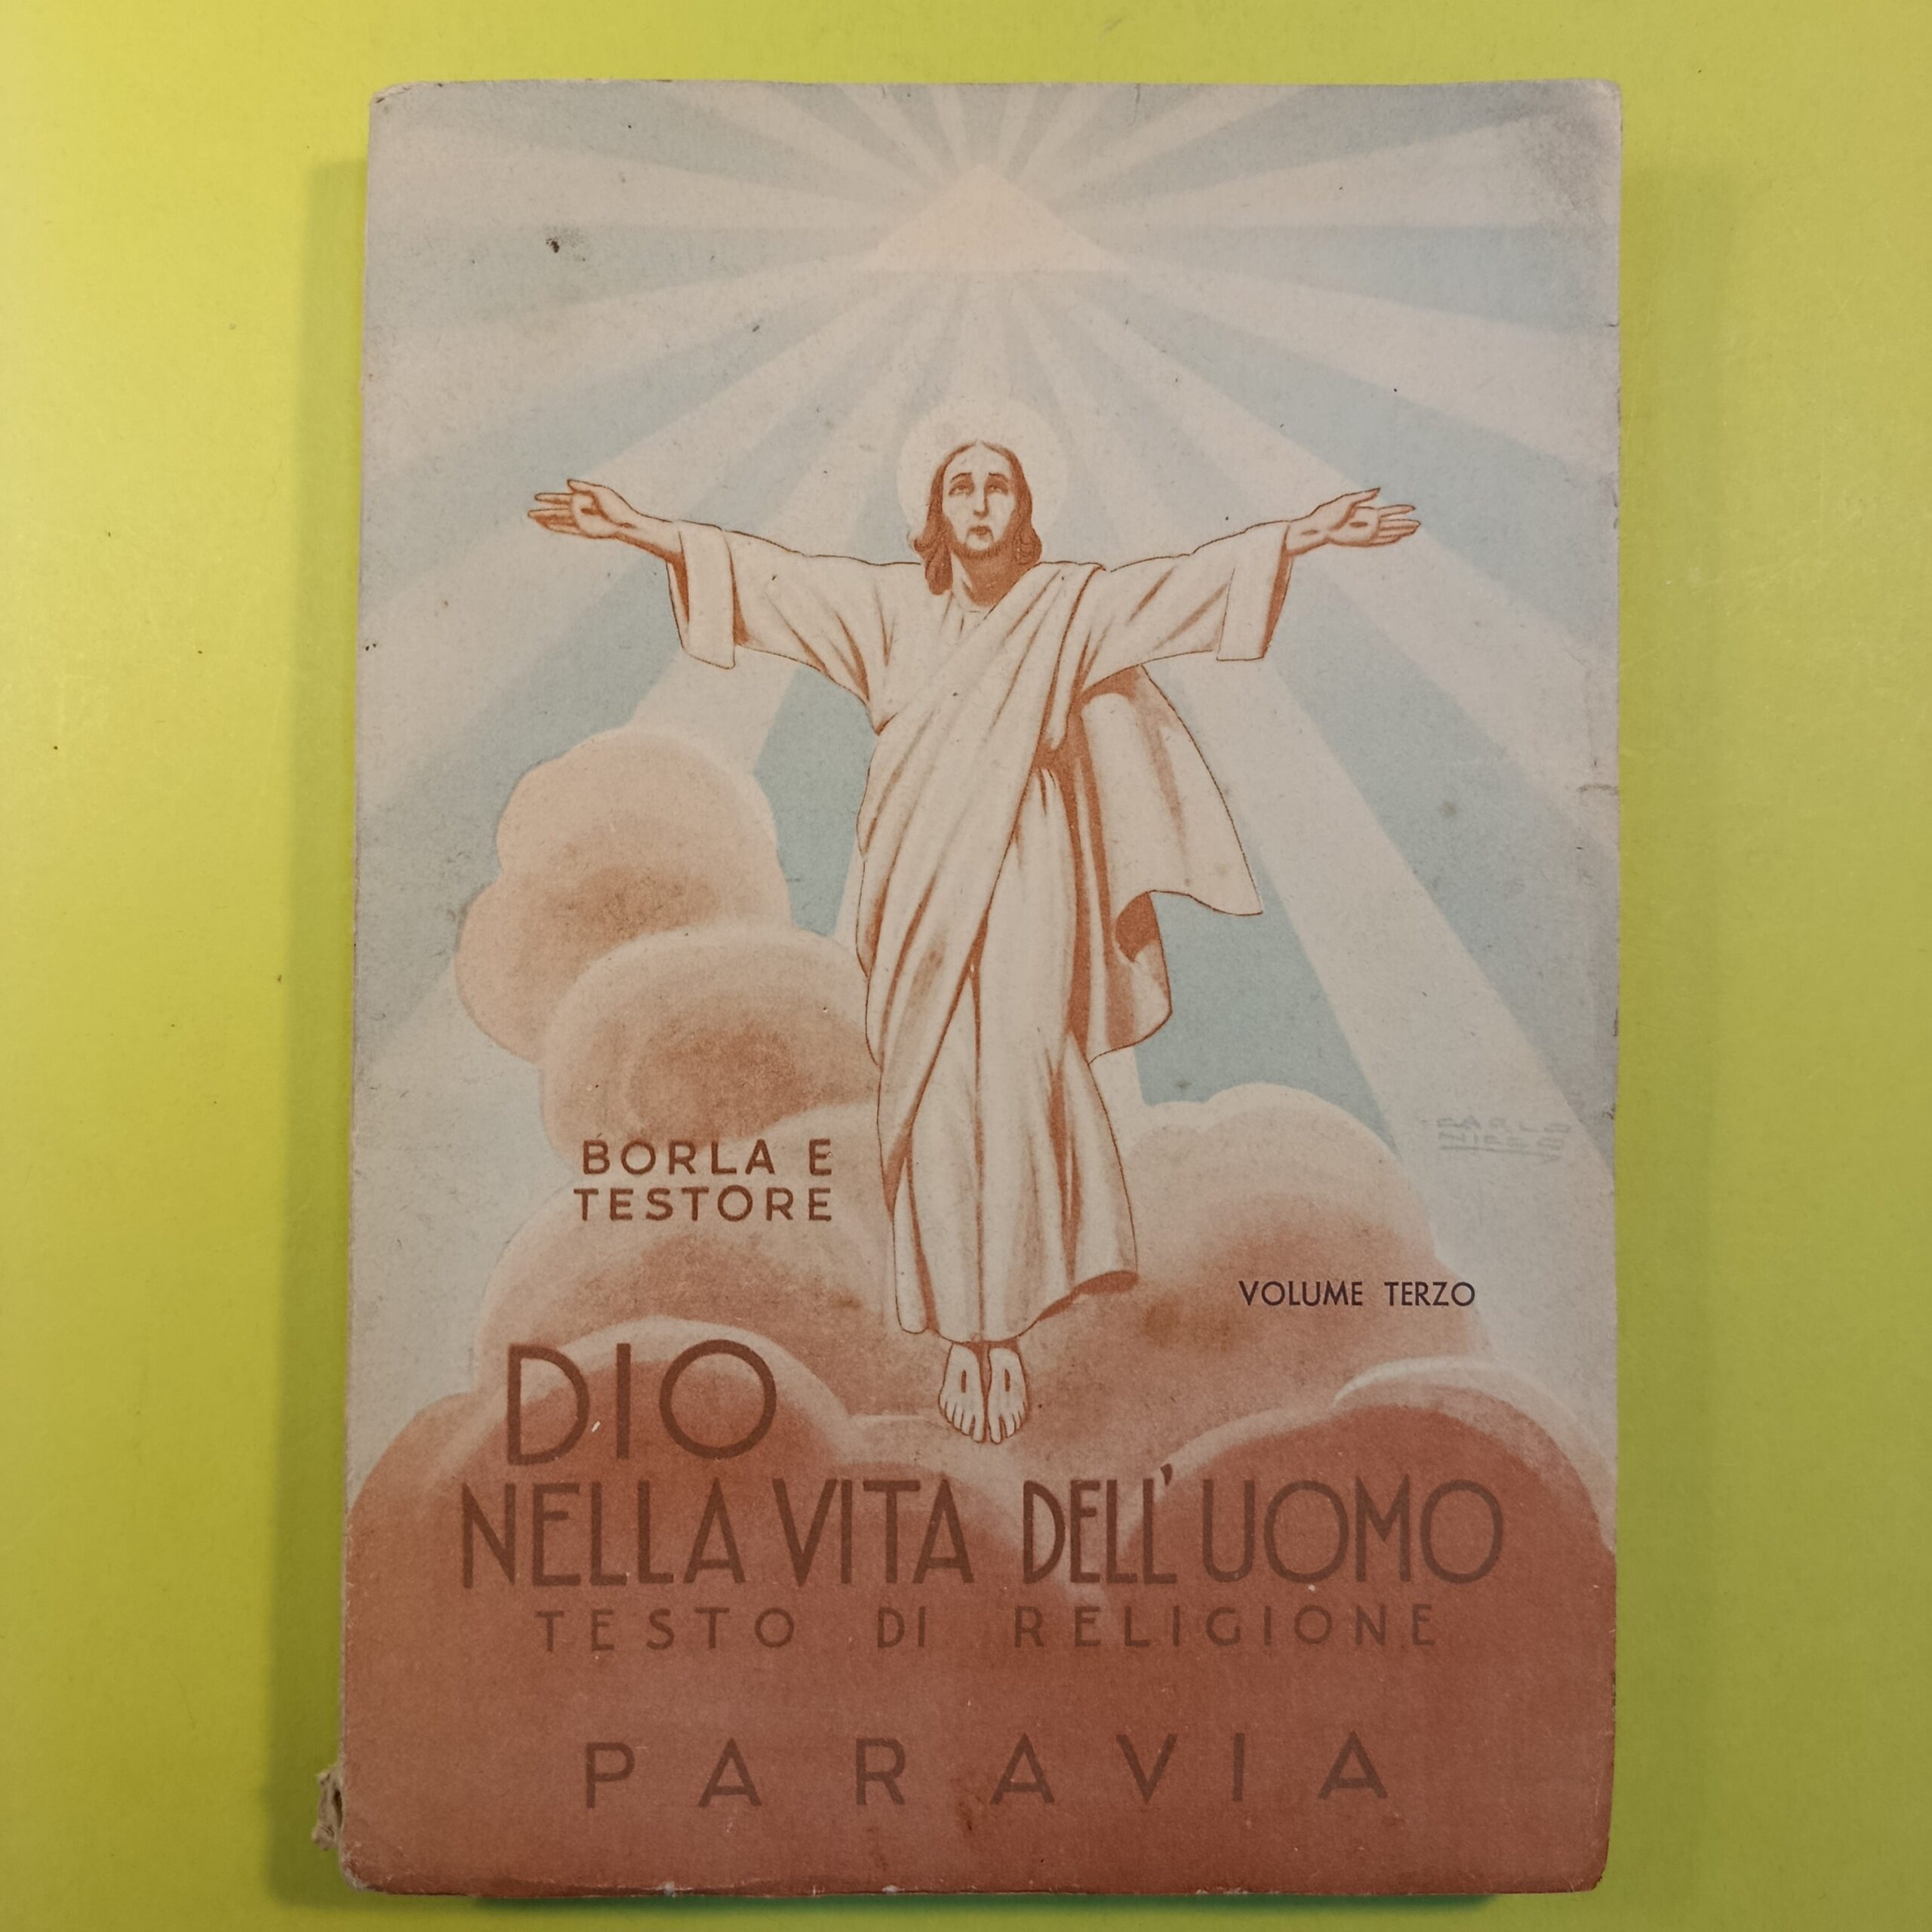 BORLA E
TESTORE
VOLUME TERZO
DIO
NELLA VITA DELL'UOMO
TESTO DI RELIGIONE
PARAVIA